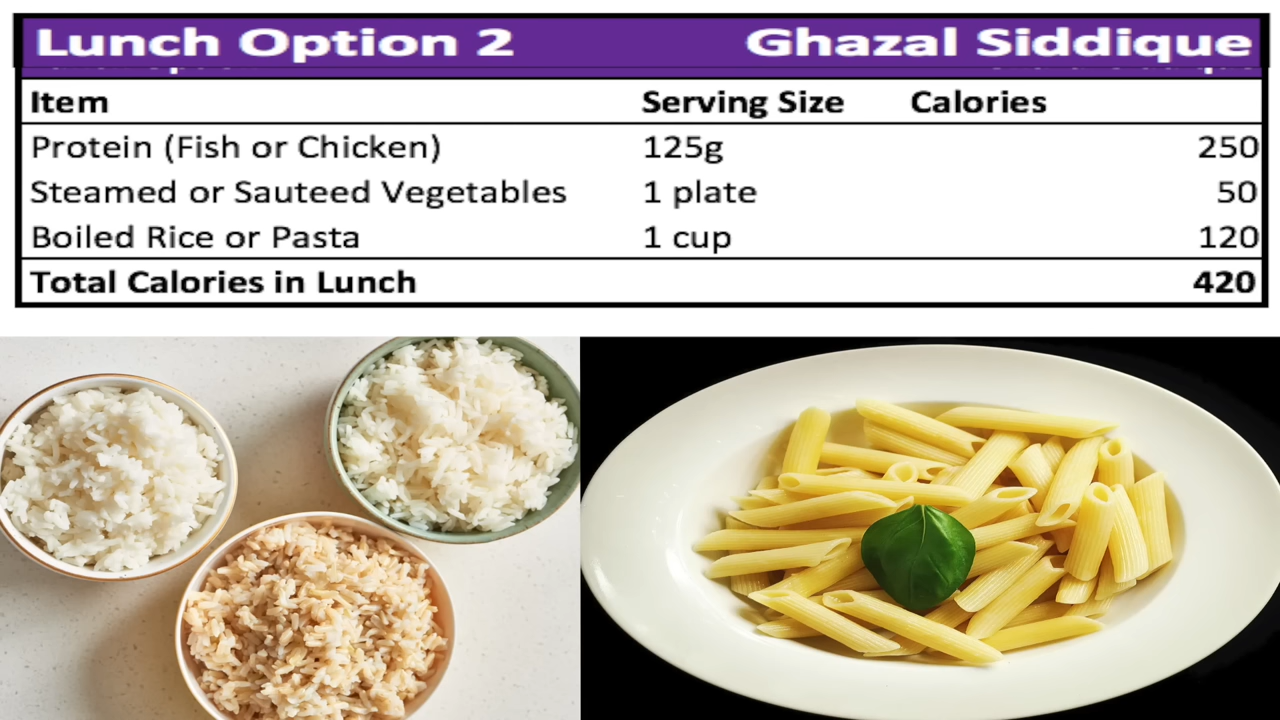 Lunch Option 2 Ghazal Siddique
Item Serving Size Calories
Protein (Fish or Chicken) 125g 250
Steamed or Sauteed Vegetables 1 plate 50
Boiled Rice or Pasta 1 cup 120
Total Calories in Lunch 420